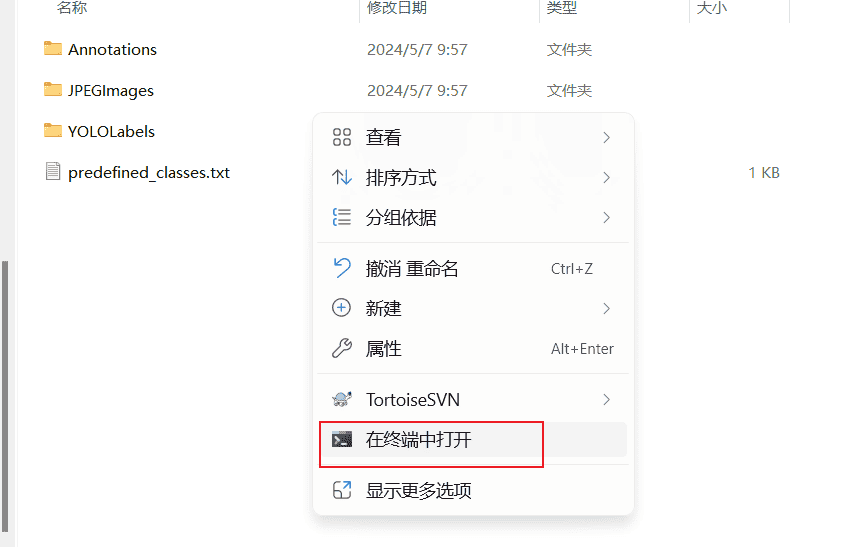 名称 修改日期 类型 大小
Annotations 2024/5/7 9:57 文件夹
JPEGImages 2024/5/7 9:57 文件夹
YOLOLabels
predefined_classes.txt 1 KB
查看
排序方式
分组依据
撤消 重命名 Ctrl+Z
新建
属性 Alt+Enter
TortoiseSVN
在终端中打开
显示更多选项